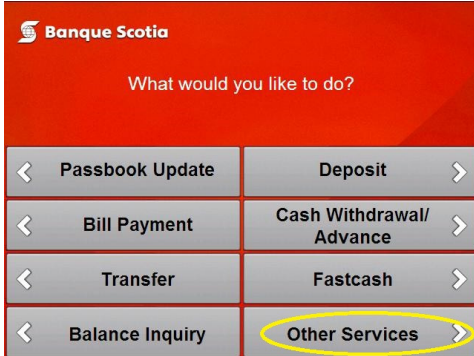 Banque Scotia
What would you like to do?
Passbook Update
Deposit
Bill Payment
Cash Withdrawal/
Advance
Transfer
Fastcash
Balance Inquiry
Other Services